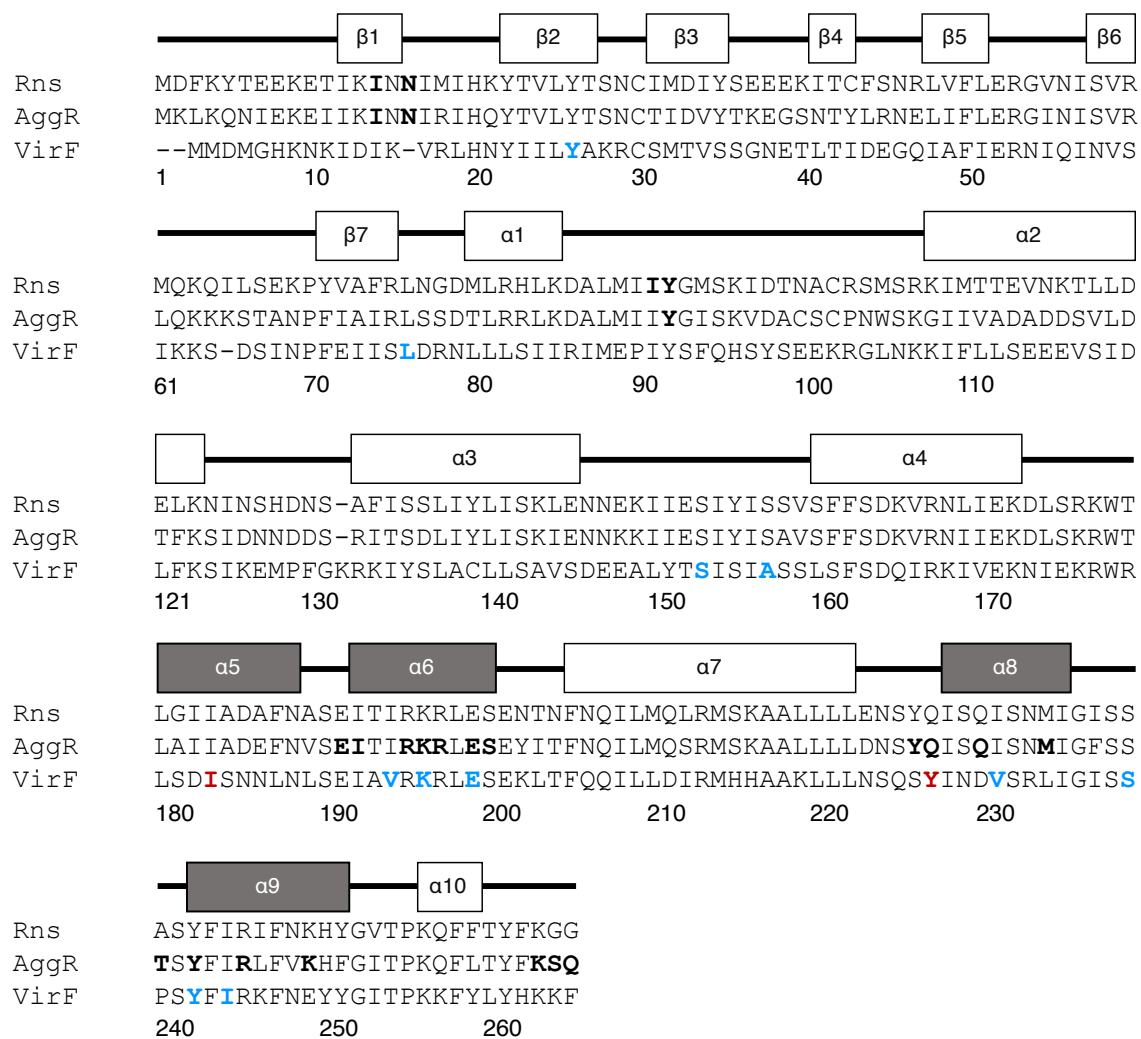 β1 β2 β3 β4 β5 β6
Rns MDFKYTEEKETIKINNIMIHKYTVLYTSNCIMDIYSEEEKITCFSNRLVFLERGVNISVR
AggR MKLKQNIEKEIIKINNIRIHQYTVLYTSNCTIDVYTKEGSNTYLRNELIFLERGINISVR
VirF --MMDMGHKNKIDIK-VRLHNYIILYAKRCSMTVSSGNETLTIDEGQIAFIERNIQINVS
1 10 20 30 40 50
β7 α1 α2
Rns MQKQILSEKPYVAFRLNGDMLRHLKDALMIIYGMSKIDTNACRSMSRKIMTTEVNKTLLD
AggR LQKKKSTANPFIAIRLSSDTLRRLKDALMIIYGISKVDACSCPNWSKGIIVADADDSVLD
VirF IKKS-DSINPFEIISLDRNLLLSIIRIMEPIYSFQHSYSEEKRGLNKKIFLLSEEEVSID
61 70 80 90 100 110
α3 α4
Rns ELKNINSHDNS-AFISSLIYLISKLENNEKIIESIYISSVSFFSDKVRNLIEKDLSRKWT
AggR TFKSIDNNDDS-RITSDLIYLISKIENNKKIIESIYISAVSFFSDKVRNIIEKDLSKRWT
VirF LFKSIKEMPFGKRKIYSLACLLSAVSDEEALYTSISIASSLSFSDQIRKIVEKNIEKRWR
121 130 140 150 160 170
α5 α6 α7 α8
Rns LGIIADAFNASEITIRKRLESENTNFNQILMQLRMSKAALLLLENSYQISQISNMIGISS
AggR LAIIADEFNVSEITIRKRLESEYITFNQILMQSRMSKAALLLLDNSYQISQISNMIGFSS
VirF LSDISNNLNLSEIAVRKRLESEKLTFQQILLDIRMHHAAKLLLNSQSYINDVSRLIGISS
180 190 200 210 220 230
α9 α10
Rns ASYFIRIFNKHYGVTPKQFFTYFKGG
AggR TSYFIRLFVKHFGITPKQFLTYFKSQ
VirF PSYFIRKFNEYYGITPKKFYLYHKKF
240 250 260